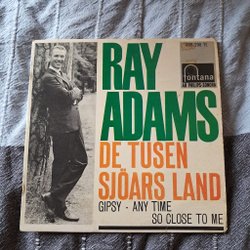 RAY
fontana
ADAMS
DE TUSEN
SJÖARS LAND
GIPSY - ANY TIME
SO CLOSE TO ME